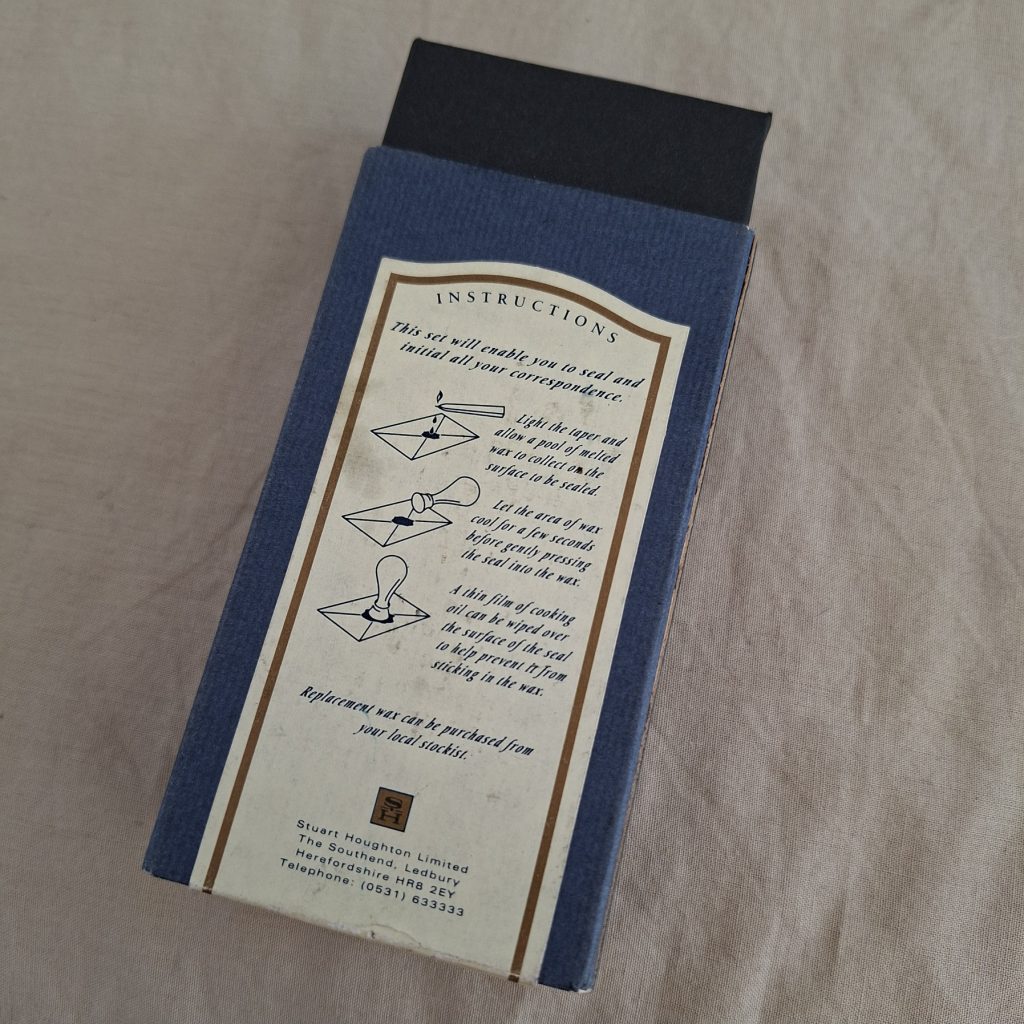 INSTRUCTIONS
This set will enable you to seal and
initial all your correspondence.
Light the taper and
allow a pool of melted
wax to collect on the
surface to be sealed.
Let the area of wax
cool for a few seconds
before gently pressing
the seal into the wax.
A thin film of cooking
oil can be wiped over
the surface of the seal
to help prevent it from
sticking in the wax.
Replacement wax can be purchased from
your local stockist.
Stuart Houghton Limited
The Southend, Ledbury
Herefordshire HR8 2EY
Telephone: (0531) 633333